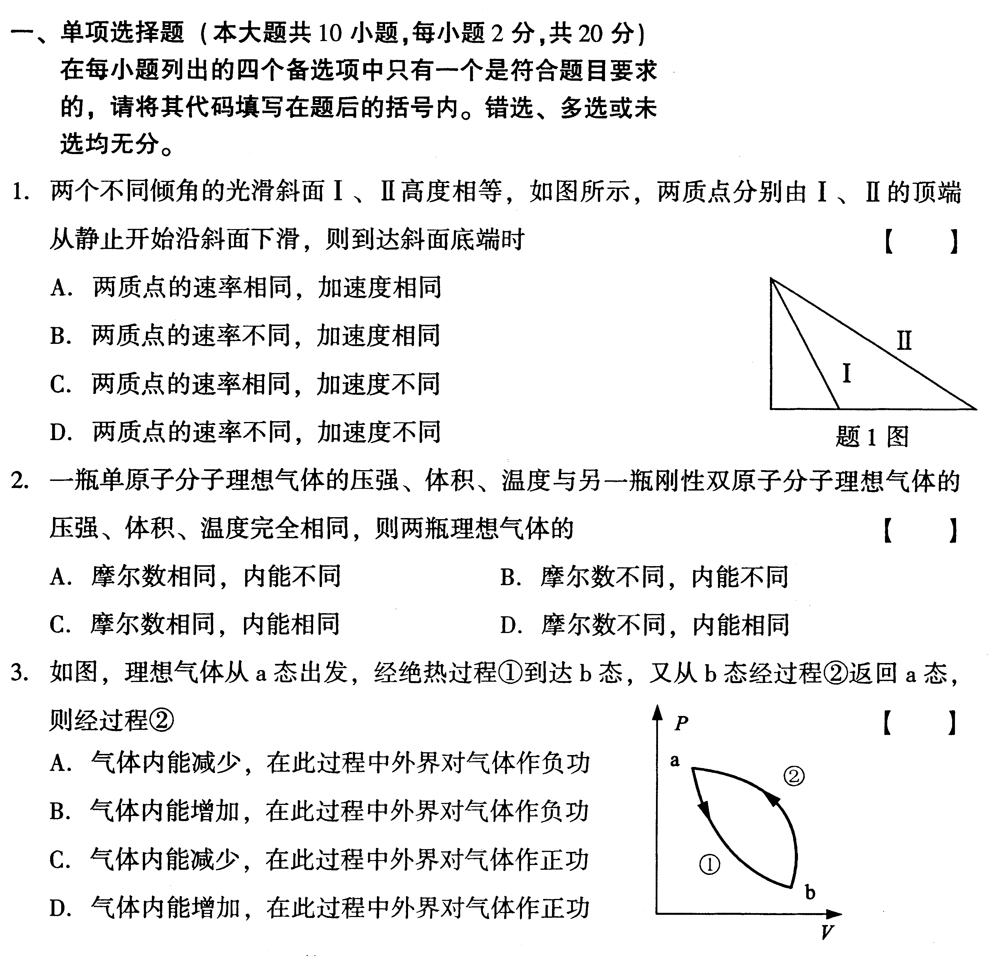 一、单项选择题（本大题共 10 小题,每小题 2 分,共 20 分）
在每小题列出的四个备选项中只有一个是符合题目要求
的，请将其代码填写在题后的括号内。错选、多选或未
选均无分。
1. 两个不同倾角的光滑斜面Ⅰ、Ⅱ高度相等，如图所示，两质点分别由Ⅰ、Ⅱ的顶端
从静止开始沿斜面下滑，则到达斜面底端时 【 】
A. 两质点的速率相同，加速度相同
B. 两质点的速率不同，加速度相同
C. 两质点的速率相同，加速度不同
D. 两质点的速率不同，加速度不同
Ⅱ
Ⅰ
题 1 图
2. 一瓶单原子分子理想气体的压强、体积、温度与另一瓶刚性双原子分子理想气体的
压强、体积、温度完全相同，则两瓶理想气体的 【 】
A. 摩尔数相同，内能不同 B. 摩尔数不同，内能不同
C. 摩尔数相同，内能相同 D. 摩尔数不同，内能相同
3. 如图，理想气体从 a 态出发，经绝热过程①到达 b 态，又从 b 态经过程②返回 a 态，
则经过程② 【 】
A. 气体内能减少，在此过程中外界对气体作负功
B. 气体内能增加，在此过程中外界对气体作负功
C. 气体内能减少，在此过程中外界对气体作正功
D. 气体内能增加，在此过程中外界对气体作正功
P
a
②
①
b
V